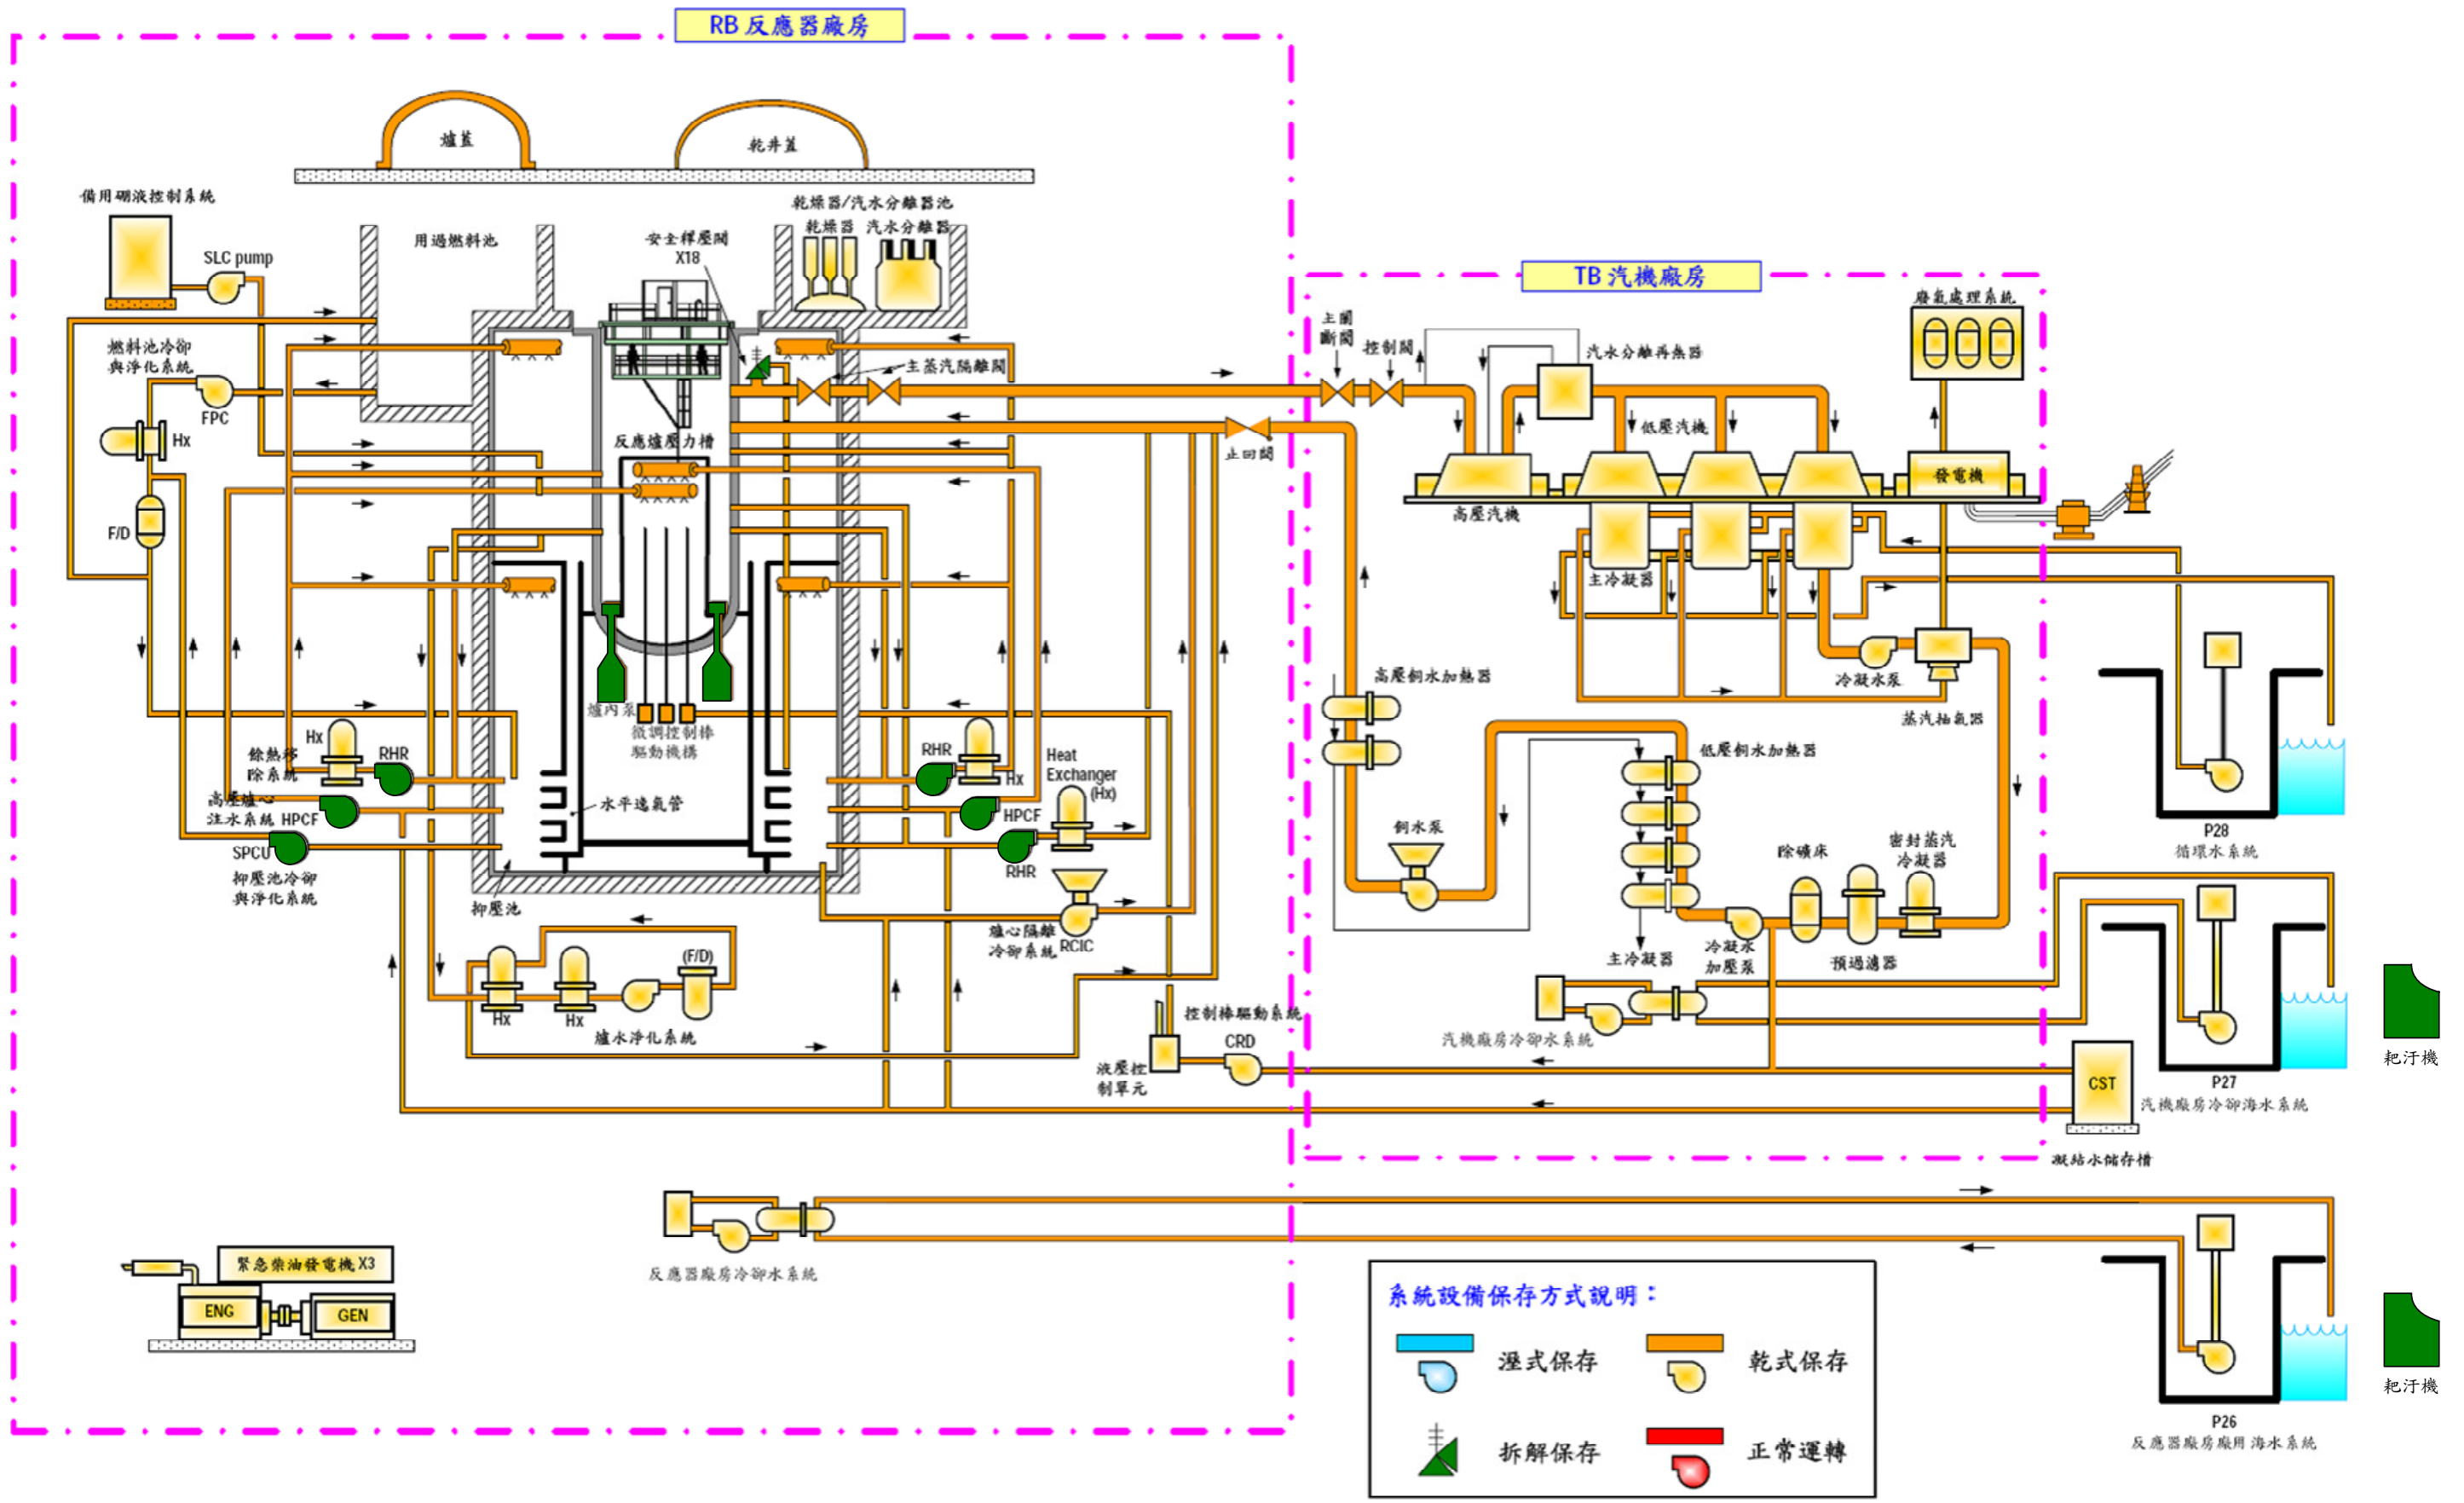 RB 反應器廠房
爐蓋
乾井蓋
備用硼液控制系統
SLC pump
用過燃料池
安全釋壓閥
X18
乾燥器/汽水分離器池
乾燥器
汽水分離器
燃料池冷卻
與淨化系統
FPC
Hx
F/D
主蒸汽隔離閥
反應爐壓力槽
止回閥
爐內泵
微調控制棒
驅動機構
Hx
餘熱移
除系統
RHR
高壓爐心
注水系統 HPCF
SPCU
抑壓池冷卻
與淨化系統
水平逸氣管
抑壓池
RHR
Hx
Heat
Exchanger
(Hx)
HPCF
RHR
爐心隔離
冷卻系統
RCIC
Hx
Hx
(F/D)
爐水淨化系統
控制棒驅動系統
CRD
液壓控
制單元
緊急柴油發電機 X3
ENG
GEN
反應器廠房冷卻水系統
TB 汽機廠房
主關
斷閥
控制閥
汽水分離再熱器
廢氣處理系統
低壓汽機
發電機
高壓汽機
主冷凝器
冷凝水泵
蒸汽抽氣器
高壓飼水加熱器
低壓飼水加熱器
飼水泵
除礦床
密封蒸汽
冷凝器
主冷凝器
冷凝水
加壓泵
預過濾器
汽機廠房冷卻水系統
CST
凝結水儲存槽
P28
循環水系統
P27
汽機廠房冷卻海水系統
耙汙機
P26
反應器廠房廠用海水系統
耙汙機
系統設備保存方式說明：
溼式保存
乾式保存
拆解保存
正常運轉